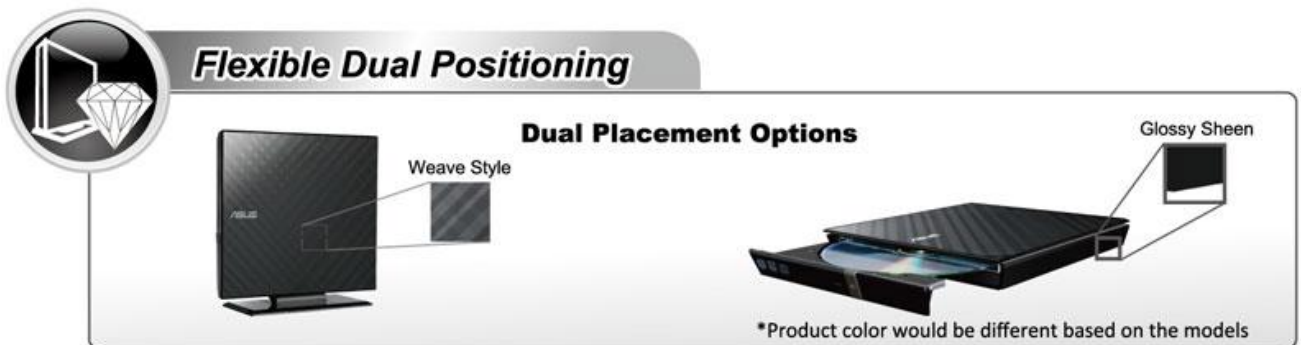 Flexible Dual Positioning
Dual Placement Options
Glossy Sheen
Weave Style
ASUS
ASUS
*Product color would be different based on the models